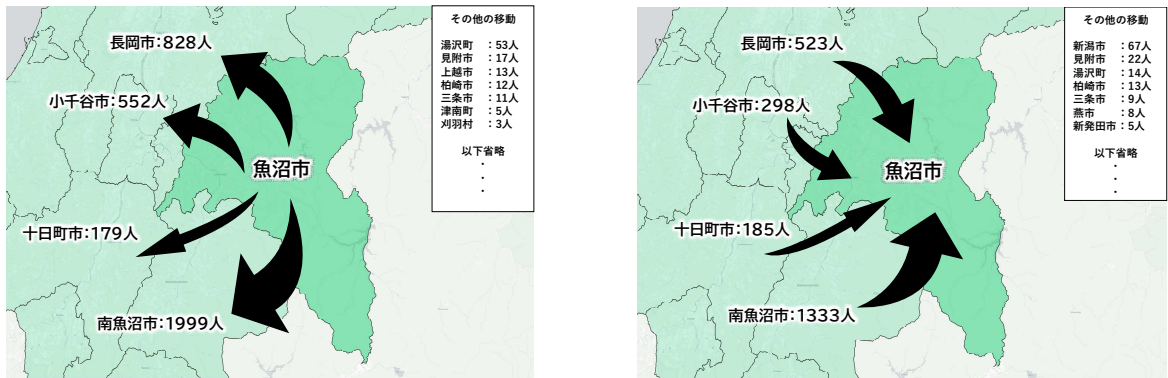 長岡市：828人
小千谷市：552人
魚沼市
十日町市：179人
南魚沼市：1999人
その他の移動
湯沢町　：53人
見附市　：17人
上越市　：13人
柏崎市　：12人
三条市　：11人
津南町　：5人
刈羽村　：3人
以下省略
・
・
・
長岡市：523人
小千谷市：298人
魚沼市
十日町市：185人
南魚沼市：1333人
その他の移動
新潟市　：67人
見附市　：22人
湯沢町　：14人
柏崎市　：13人
三条市　：9人
燕市　　：8人
新発田市：5人
以下省略
・
・
・